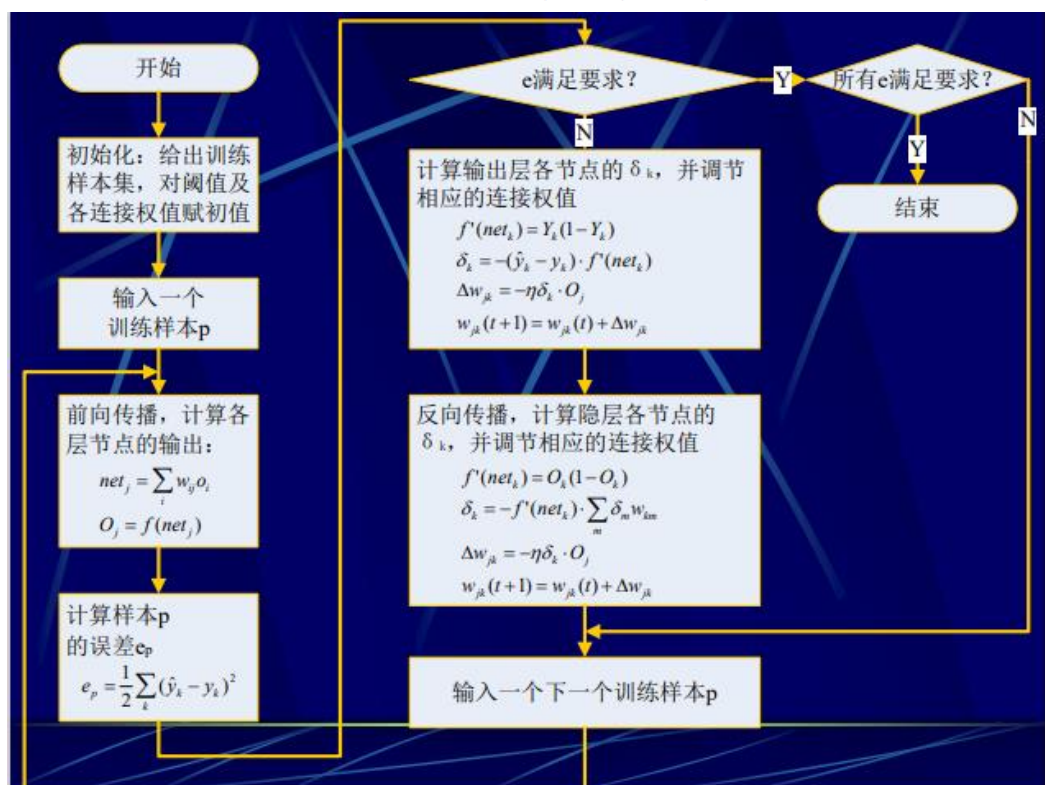 开始
初始化：给出训练
样本集，对阈值及
各连接权值赋初值
输入一个
训练样本p
前向传播，计算各
层节点的输出：
net_j = ∑_i w_ij o_i
O_j = f(net_j)
计算样本p
的误差e_p
e_p = 1/2 ∑_k (ŷ_k − y_k)²
e满足要求？
Y
N
计算输出层各节点的δ_k，并调节
相应的连接权值
f'(net_k) = Y_k(1 − Y_k)
δ_k = −(ŷ_k − y_k)·f'(net_k)
Δw_jk = −ηδ_k·O_j
w_jk(t+1) = w_jk(t) + Δw_jk
反向传播，计算隐层各节点的
δ_k，并调节相应的连接权值
f'(net_k) = O_k(1 − O_k)
δ_k = −f'(net_k)·∑_m δ_m w_km
Δw_jk = −ηδ_k·O_j
w_jk(t+1) = w_jk(t) + Δw_jk
输入一个下一个训练样本p
所有e满足要求？
N
Y
结束